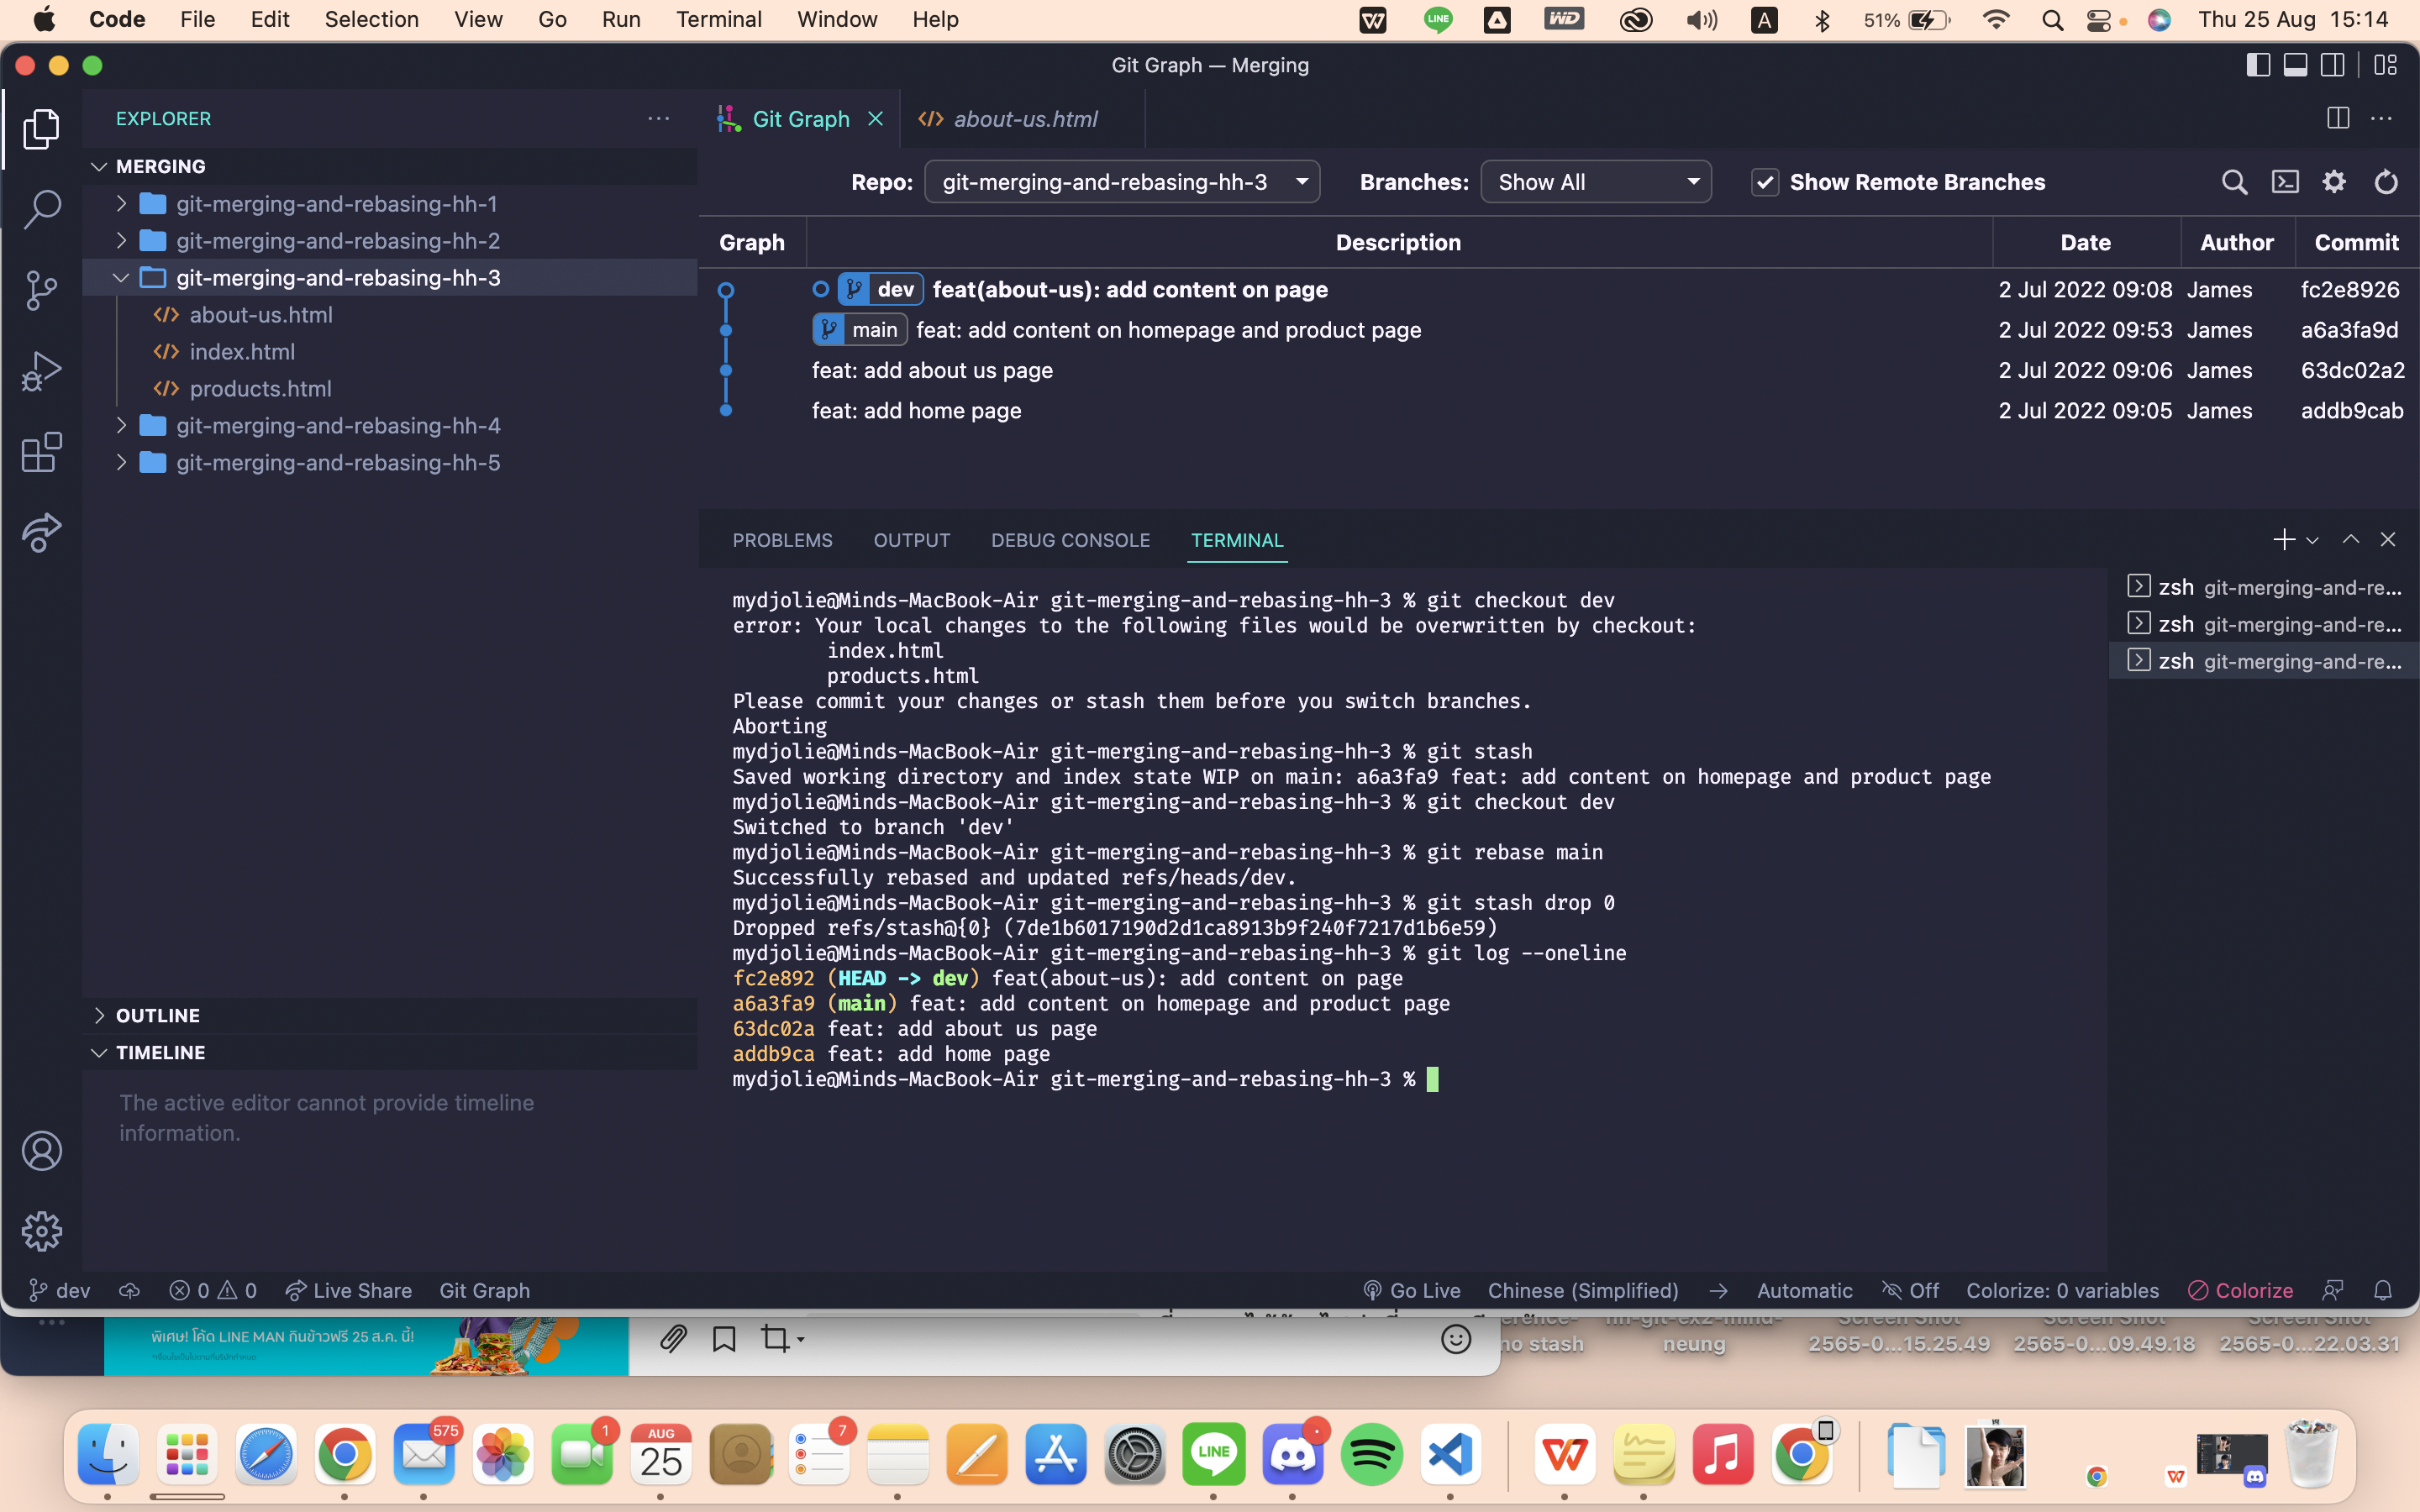 Code File Edit Selection View Go Run Terminal Window Help
LINE WD A 51% Thu 25 Aug 15:14
Git Graph — Merging
EXPLORER
MERGING
git-merging-and-rebasing-hh-1
git-merging-and-rebasing-hh-2
git-merging-and-rebasing-hh-3
about-us.html
index.html
products.html
git-merging-and-rebasing-hh-4
git-merging-and-rebasing-hh-5
OUTLINE
TIMELINE
The active editor cannot provide timeline
information.
Git Graph about-us.html
Repo: git-merging-and-rebasing-hh-3 Branches: Show All Show Remote Branches
Graph Description Date Author Commit
dev feat(about-us): add content on page 2 Jul 2022 09:08 James fc2e8926
main feat: add content on homepage and product page 2 Jul 2022 09:53 James a6a3fa9d
feat: add about us page 2 Jul 2022 09:06 James 63dc02a2
feat: add home page 2 Jul 2022 09:05 James addb9cab
PROBLEMS OUTPUT DEBUG CONSOLE TERMINAL
mydjolie@Minds-MacBook-Air git-merging-and-rebasing-hh-3 % git checkout dev
error: Your local changes to the following files would be overwritten by checkout:
index.html
products.html
Please commit your changes or stash them before you switch branches.
Aborting
mydjolie@Minds-MacBook-Air git-merging-and-rebasing-hh-3 % git stash
Saved working directory and index state WIP on main: a6a3fa9 feat: add content on homepage and product page
mydjolie@Minds-MacBook-Air git-merging-and-rebasing-hh-3 % git checkout dev
Switched to branch 'dev'
mydjolie@Minds-MacBook-Air git-merging-and-rebasing-hh-3 % git rebase main
Successfully rebased and updated refs/heads/dev.
mydjolie@Minds-MacBook-Air git-merging-and-rebasing-hh-3 % git stash drop 0
Dropped refs/stash@{0} (7de1b6017190d2d1ca8913b9f240f7217d1b6e59)
mydjolie@Minds-MacBook-Air git-merging-and-rebasing-hh-3 % git log --oneline
fc2e892 (HEAD -> dev) feat(about-us): add content on page
a6a3fa9 (main) feat: add content on homepage and product page
63dc02a feat: add about us page
addb9ca feat: add home page
mydjolie@Minds-MacBook-Air git-merging-and-rebasing-hh-3 %
zsh git-merging-and-re...
zsh git-merging-and-re...
zsh git-merging-and-re...
dev 0 0 Live Share Git Graph Go Live Chinese (Simplified) Automatic Off Colorize: 0 variables Colorize
พิเศษ! โค้ด LINE MAN กินข้าวฟรี 25 ส.ค. นี้!
erence- hh-git-ex2-mind- Screen Shot Screen Shot Screen Shot
no stash neung 2565-0...15.25.49 2565-0...09.49.18 2565-0...22.03.31
575 1 AUG 25 7 LINE